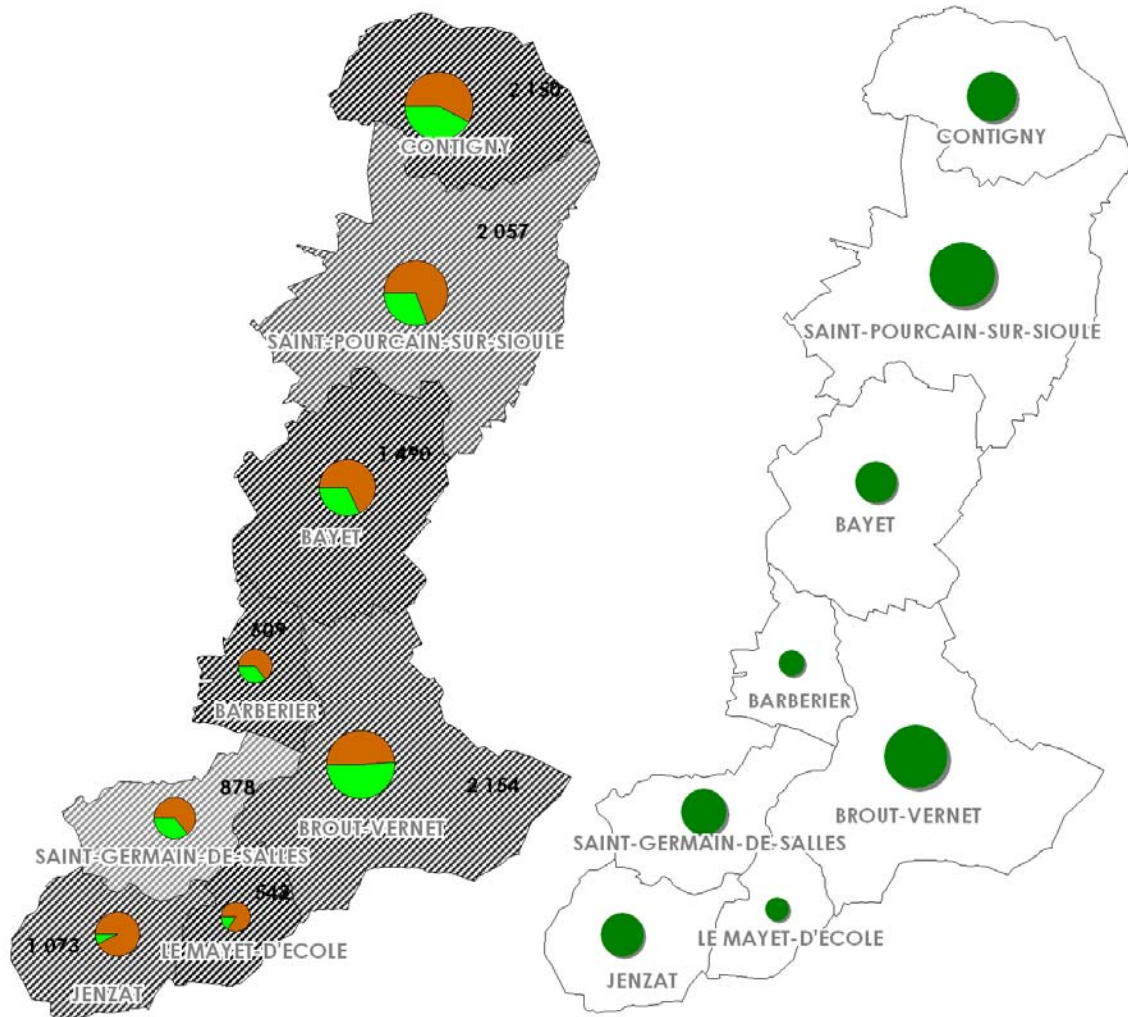 2 150
CONTIGNY
2 057
SAINT-POURCAIN-SUR-SIOULE
1 490
BAYET
609
BARBERIER
878
2 154
BROUT-VERNET
SAINT-GERMAIN-DE-SALLES
542
1 073
LE MAYET-D'ECOLE
JENZAT
CONTIGNY
SAINT-POURCAIN-SUR-SIOULE
BAYET
BARBERIER
BROUT-VERNET
SAINT-GERMAIN-DE-SALLES
LE MAYET-D'ECOLE
JENZAT